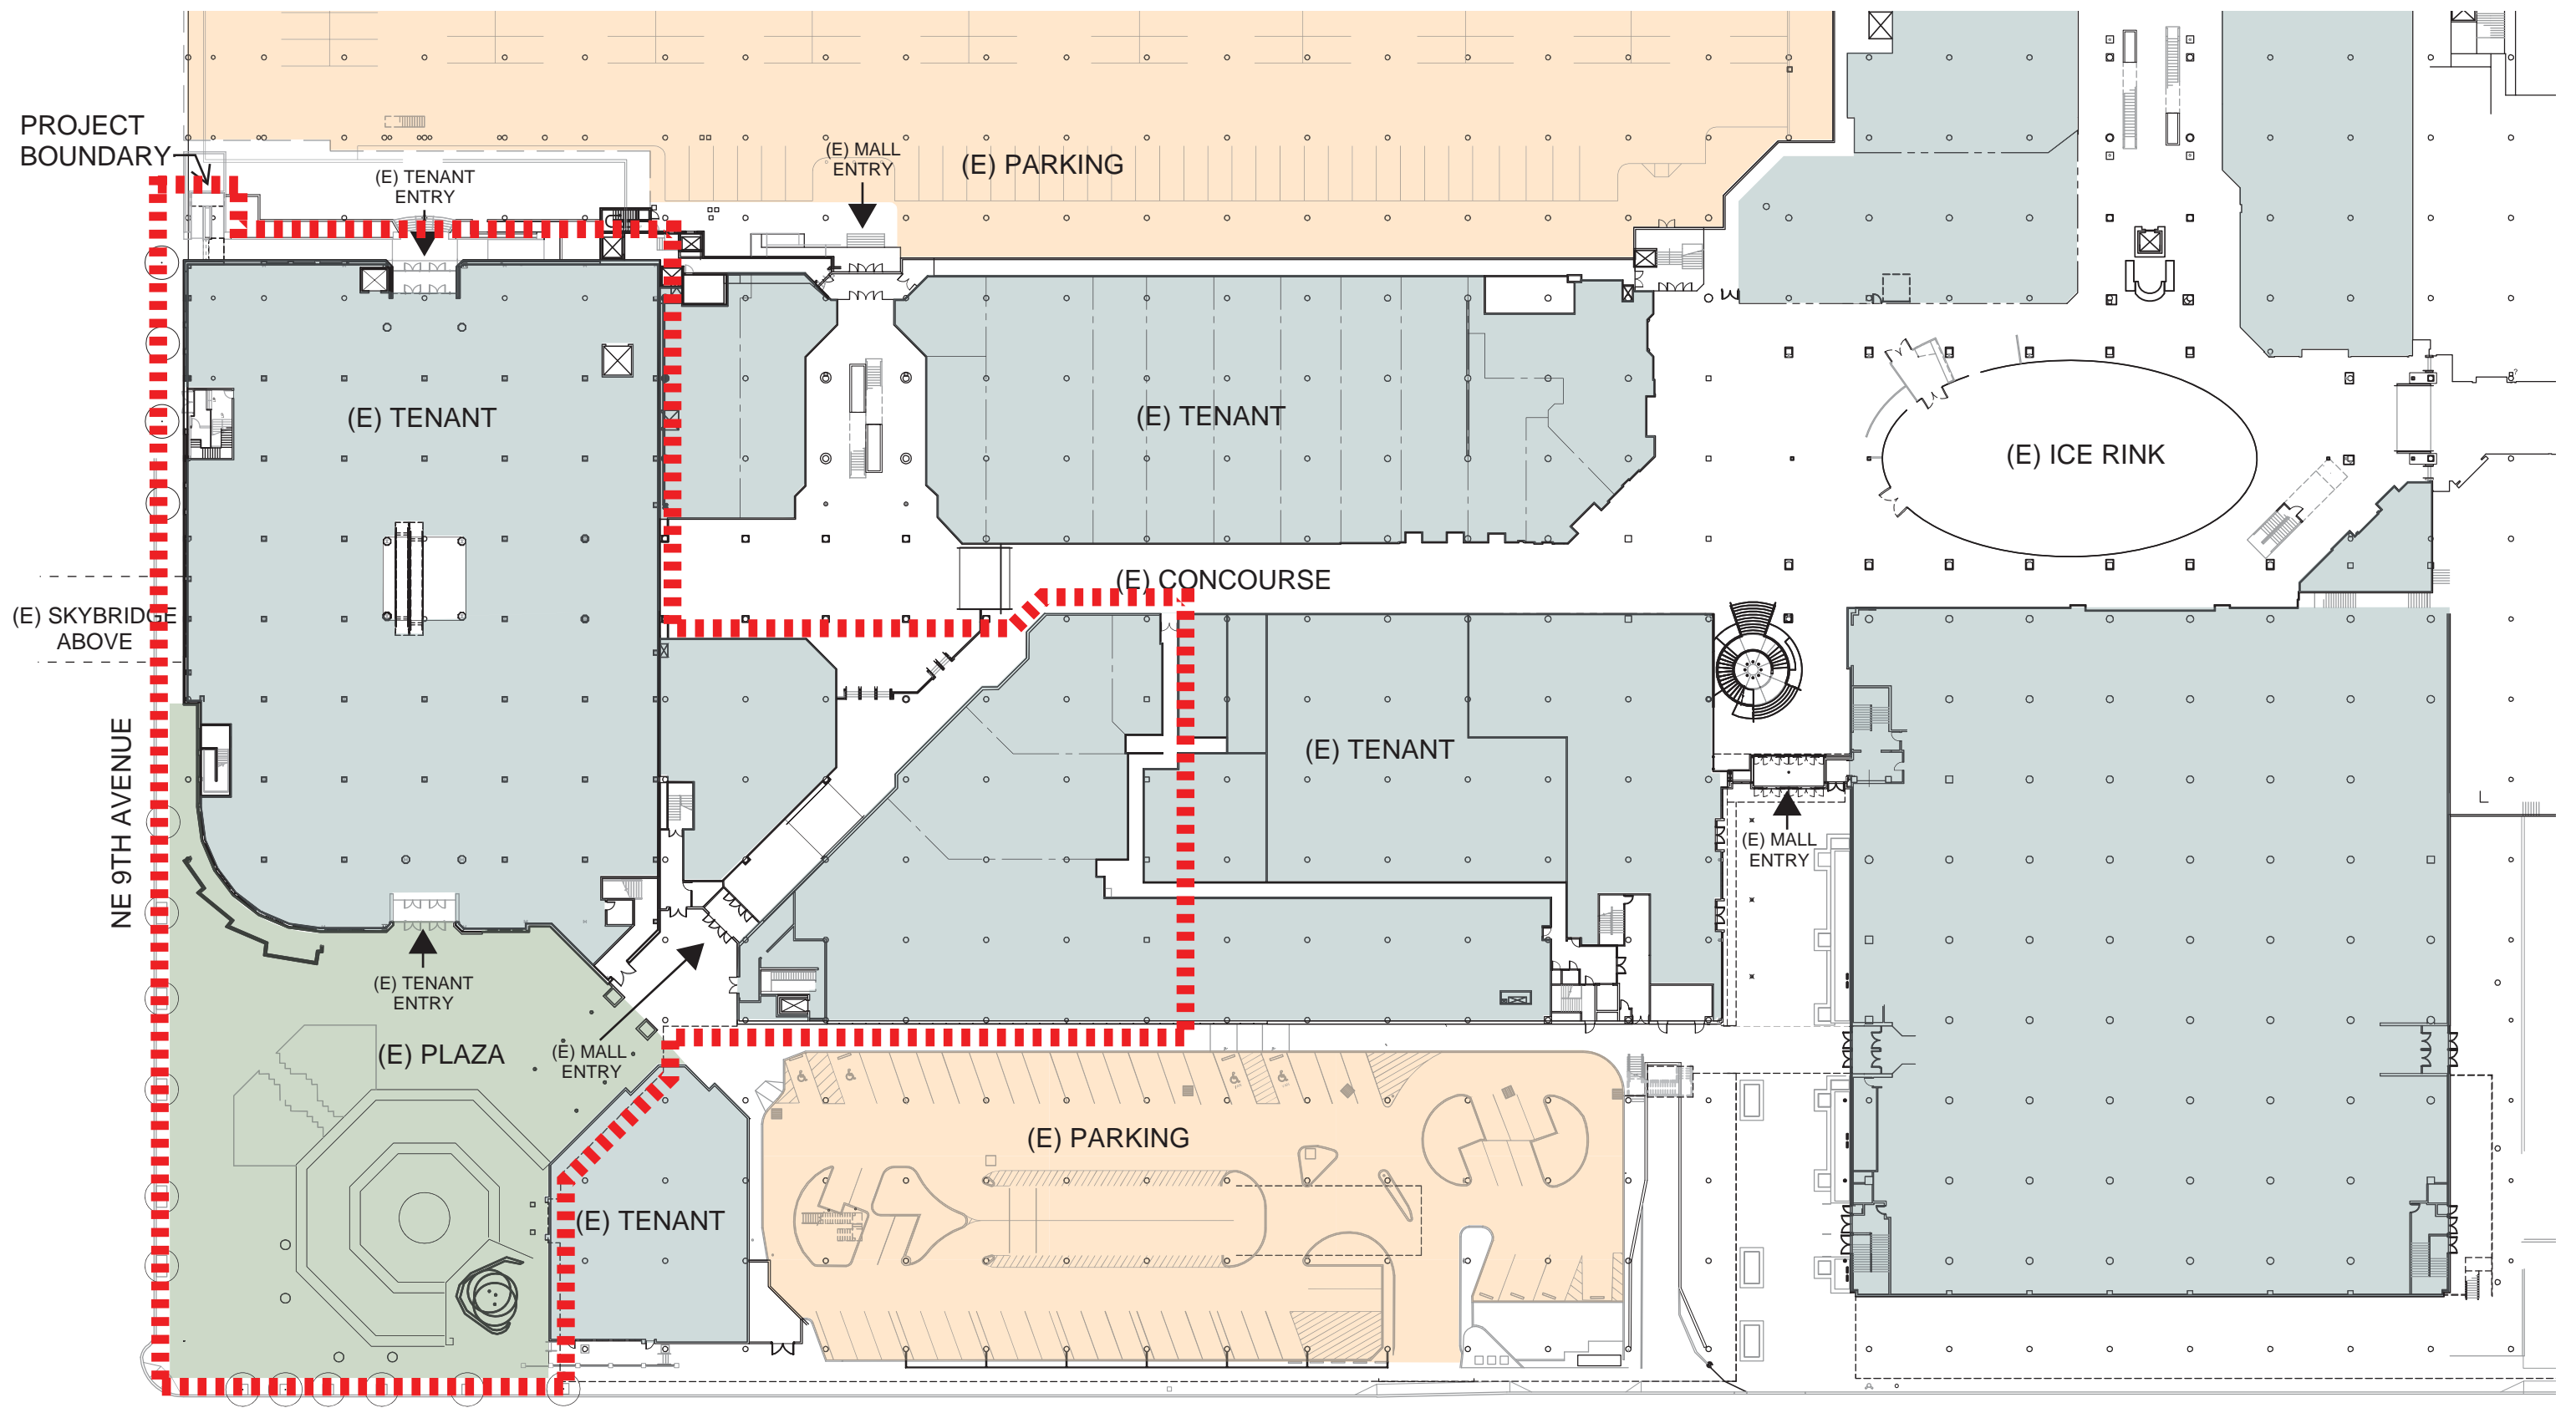 PROJECT
BOUNDARY
(E) TENANT
ENTRY
(E) MALL
ENTRY
(E) PARKING
(E) TENANT
(E) TENANT
(E) ICE RINK
(E) CONCOURSE
(E) SKYBRIDGE
ABOVE
NE 9TH AVENUE
(E) TENANT
(E) MALL
ENTRY
(E) TENANT
ENTRY
(E) PLAZA
(E) MALL
ENTRY
(E) PARKING
(E) TENANT